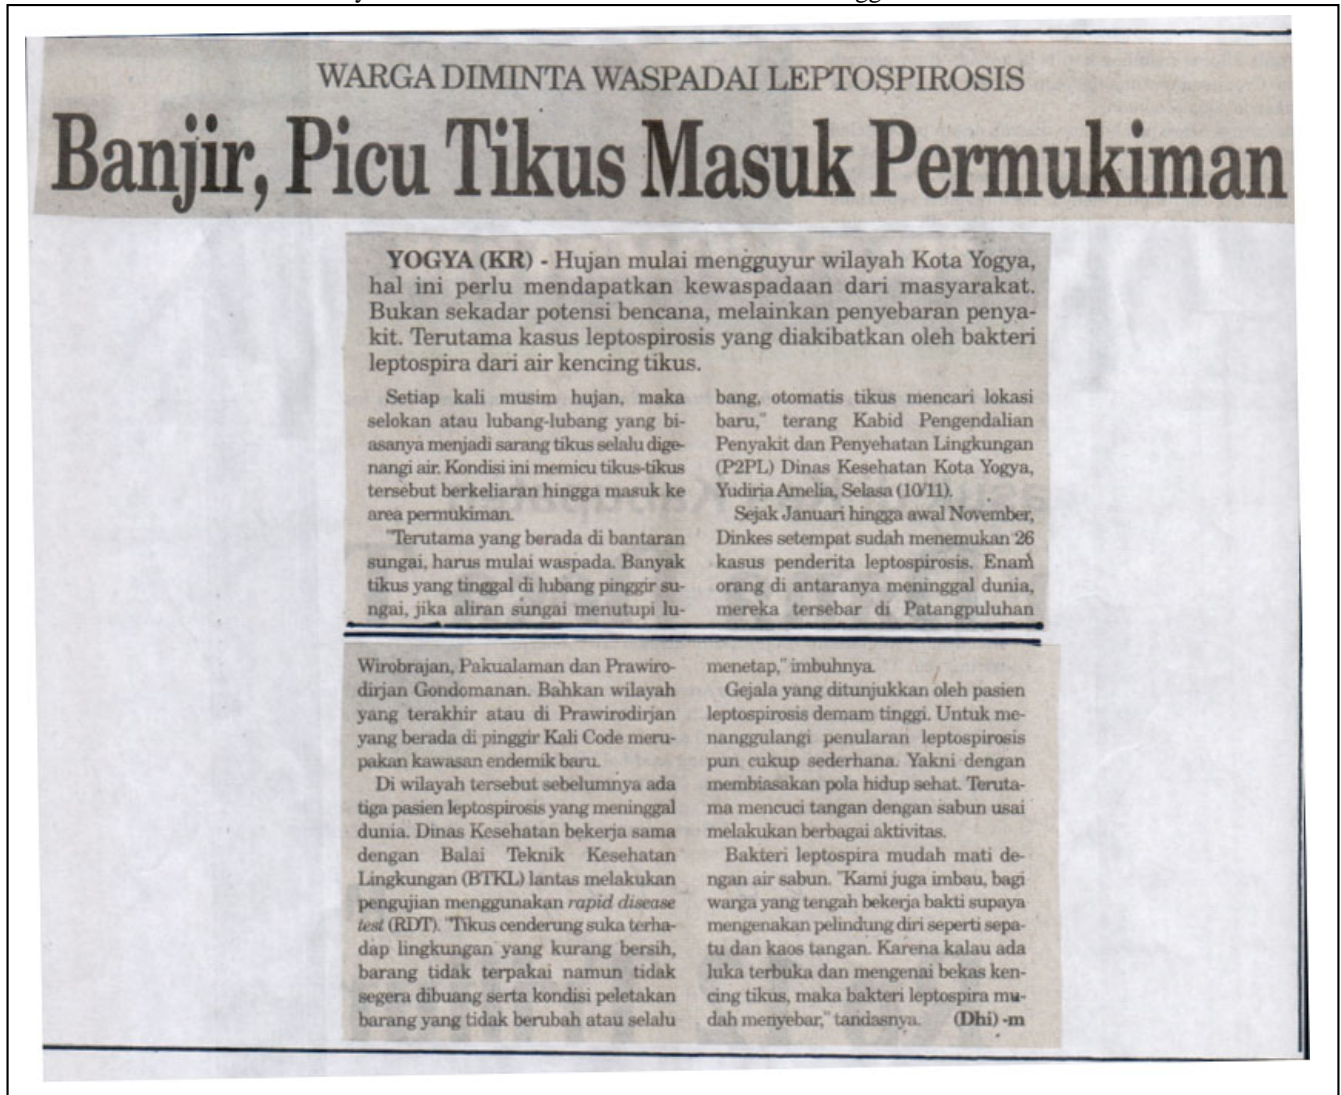 WARGA DIMINTA WASPADAI LEPTOSPIROSIS
Banjir, Picu Tikus Masuk Permukiman
YOGYA (KR) - Hujan mulai mengguyur wilayah Kota Yogya,
hal ini perlu mendapatkan kewaspadaan dari masyarakat.
Bukan sekadar potensi bencana, melainkan penyebaran penya-
kit. Terutama kasus leptospirosis yang diakibatkan oleh bakteri
leptospira dari air kencing tikus.
Setiap kali musim hujan, maka
selokan atau lubang-lubang yang bi-
asanya menjadi sarang tikus selalu dige-
nangi air. Kondisi ini memicu tikus-tikus
tersebut berkeliaran hingga masuk ke
area permukiman.
"Terutama yang berada di bantaran
sungai, harus mulai waspada. Banyak
tikus yang tinggal di lubang pinggir su-
ngai, jika aliran sungai menutupi lu-
bang, otomatis tikus mencari lokasi
baru," terang Kabid Pengendalian
Penyakit dan Penyehatan Lingkungan
(P2PL) Dinas Kesehatan Kota Yogya,
Yudiria Amelia, Selasa (10/11).
Sejak Januari hingga awal November,
Dinkes setempat sudah menemukan 26
kasus penderita leptospirosis. Enam
orang di antaranya meninggal dunia,
mereka tersebar di Patangpuluhan
Wirobrajan, Pakualaman dan Prawiro-
dirjan Gondomanan. Bahkan wilayah
yang terakhir atau di Prawirodirjan
yang berada di pinggir Kali Code meru-
pakan kawasan endemik baru.
Di wilayah tersebut sebelumnya ada
tiga pasien leptospirosis yang meninggal
dunia. Dinas Kesehatan bekerja sama
dengan Balai Teknik Kesehatan
Lingkungan (BTKL) lantas melakukan
pengujian menggunakan rapid disease
test (RDT). "Tikus cenderung suka terha-
dap lingkungan yang kurang bersih,
barang tidak terpakai namun tidak
segera dibuang serta kondisi peletakan
barang yang tidak berubah atau selalu
menetap," imbuhnya.
Gejala yang ditunjukkan oleh pasien
leptospirosis demam tinggi. Untuk me-
nanggulangi penularan leptospirosis
pun cukup sederhana. Yakni dengan
membiasakan pola hidup sehat. Teruta-
ma mencuci tangan dengan sabun usai
melakukan berbagai aktivitas.
Bakteri leptospira mudah mati de-
ngan air sabun. "Kami juga imbau, bagi
warga yang tengah bekerja bakti supaya
mengenakan pelindung diri seperti sepa-
tu dan kaos tangan. Karena kalau ada
luka terbuka dan mengenai bekas ken-
cing tikus, maka bakteri leptospira mu-
dah menyebar," tandasnya. (Dhi) -m